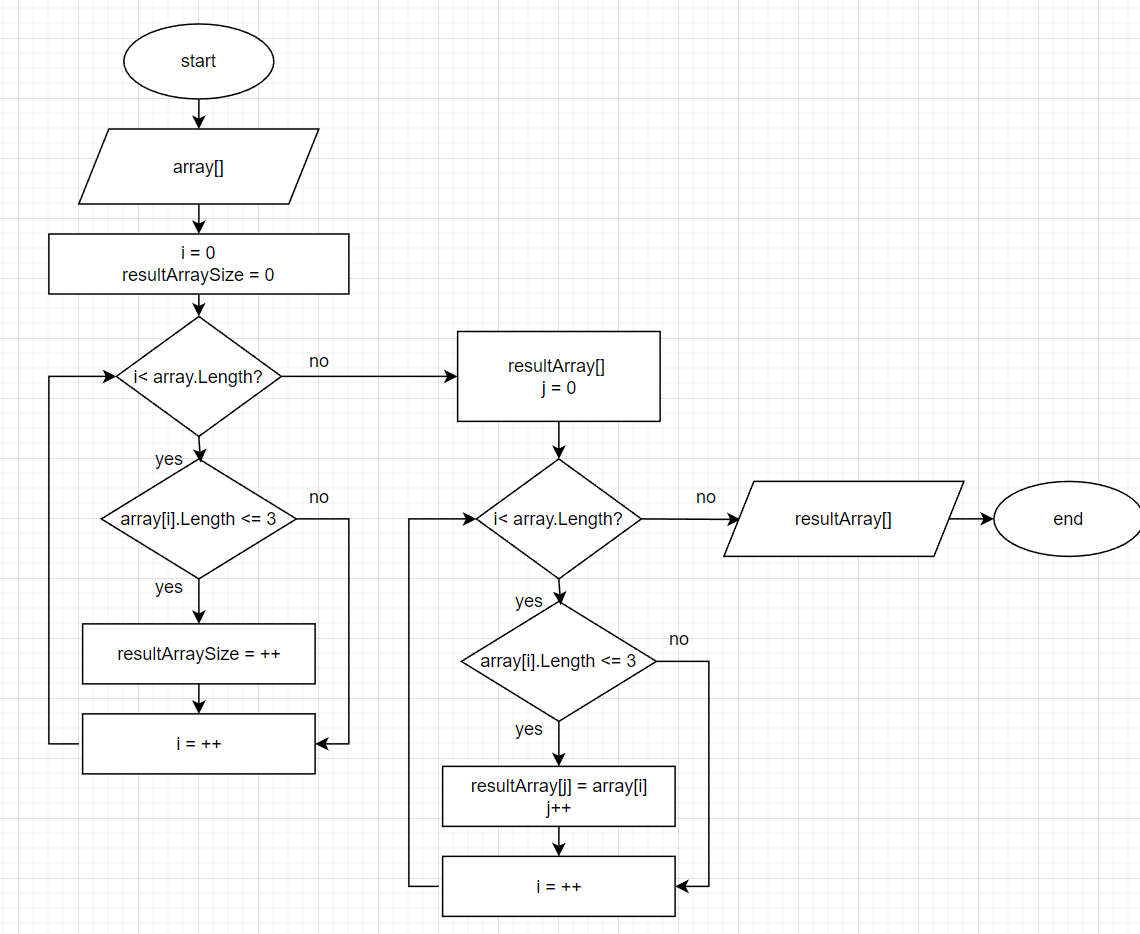 start
array[]
i = 0
resultArraySize = 0
i< array.Length?
no
yes
array[i].Length <= 3
no
yes
resultArraySize = ++
i = ++
resultArray[]
j = 0
i< array.Length?
no
yes
array[i].Length <= 3
no
yes
resultArray[j] = array[i]
j++
i = ++
resultArray[]
end